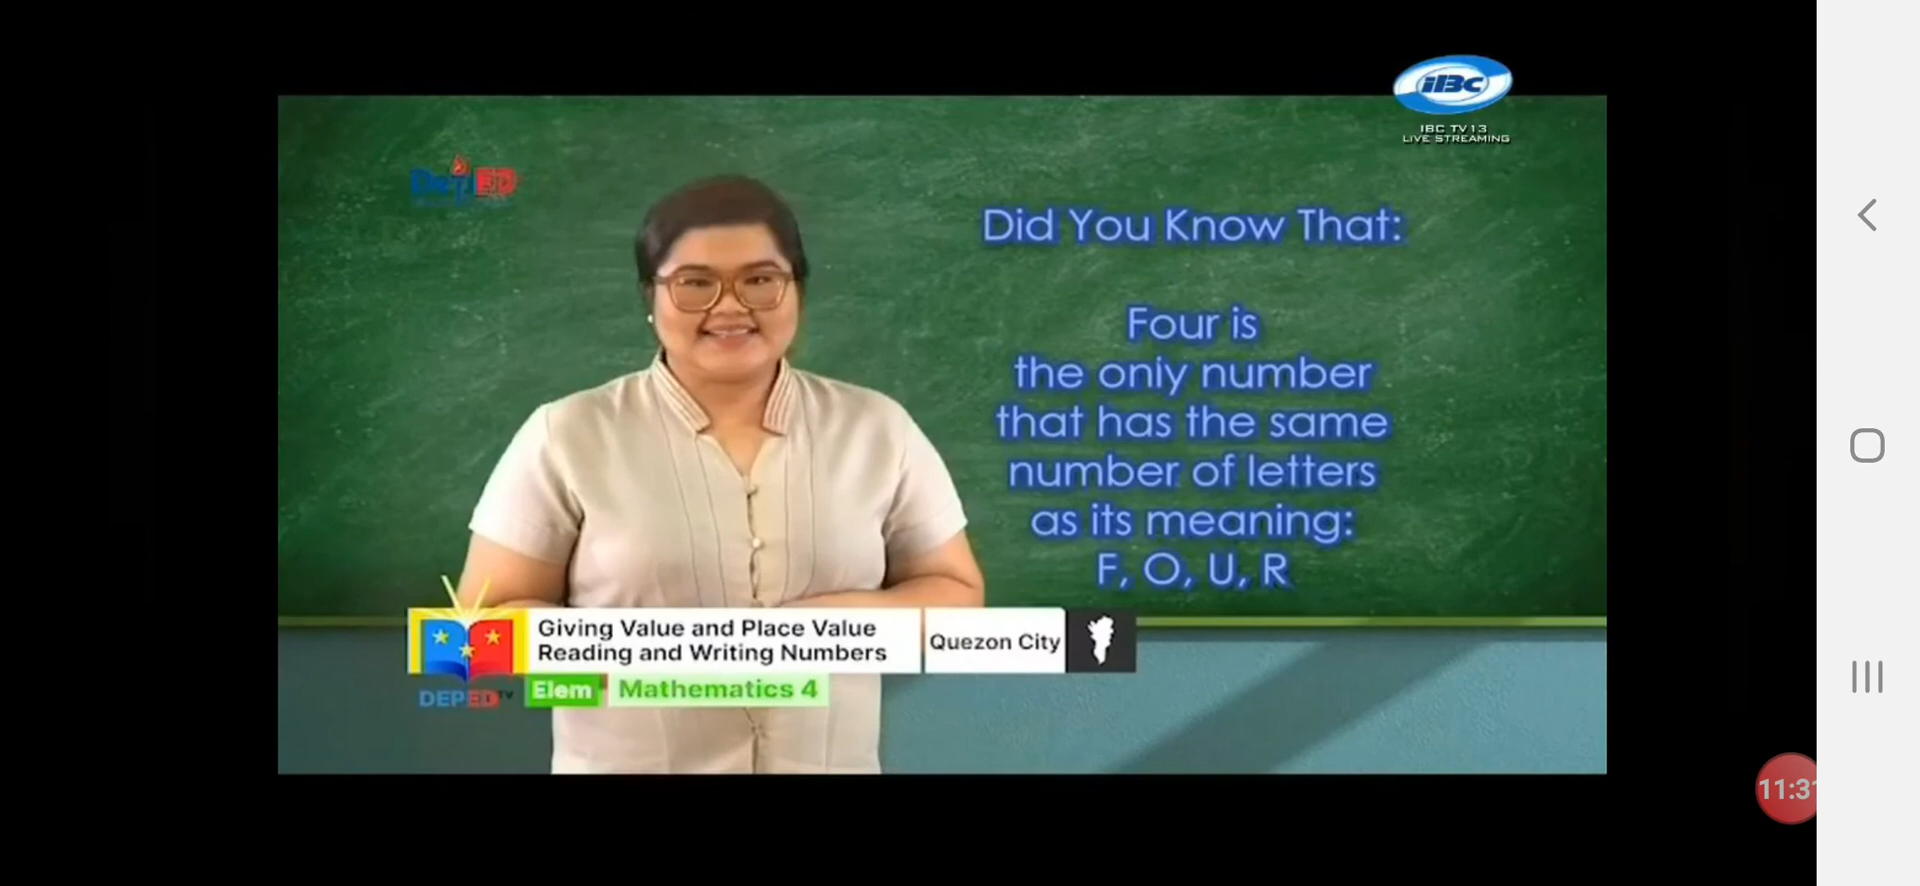 iBC
IBC TV 13
LIVE STREAMING
DepED
Did You Know That:
Four is
the only number
that has the same
number of letters
as its meaning:
F, O, U, R
Giving Value and Place Value
Reading and Writing Numbers
Quezon City
DEPED TV
Elem
Mathematics 4